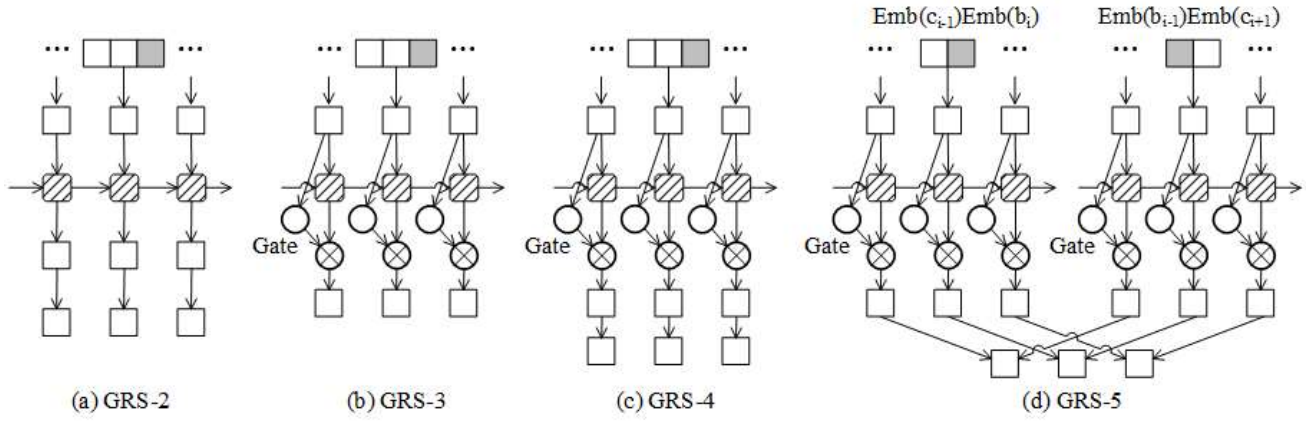 Emb(c_{i-1})Emb(b_i) Emb(b_{i-1})Emb(c_{i+1})
... ... ... ... ... ... ... ... ... ...
Gate Gate Gate Gate
(a) GRS-2 (b) GRS-3 (c) GRS-4 (d) GRS-5